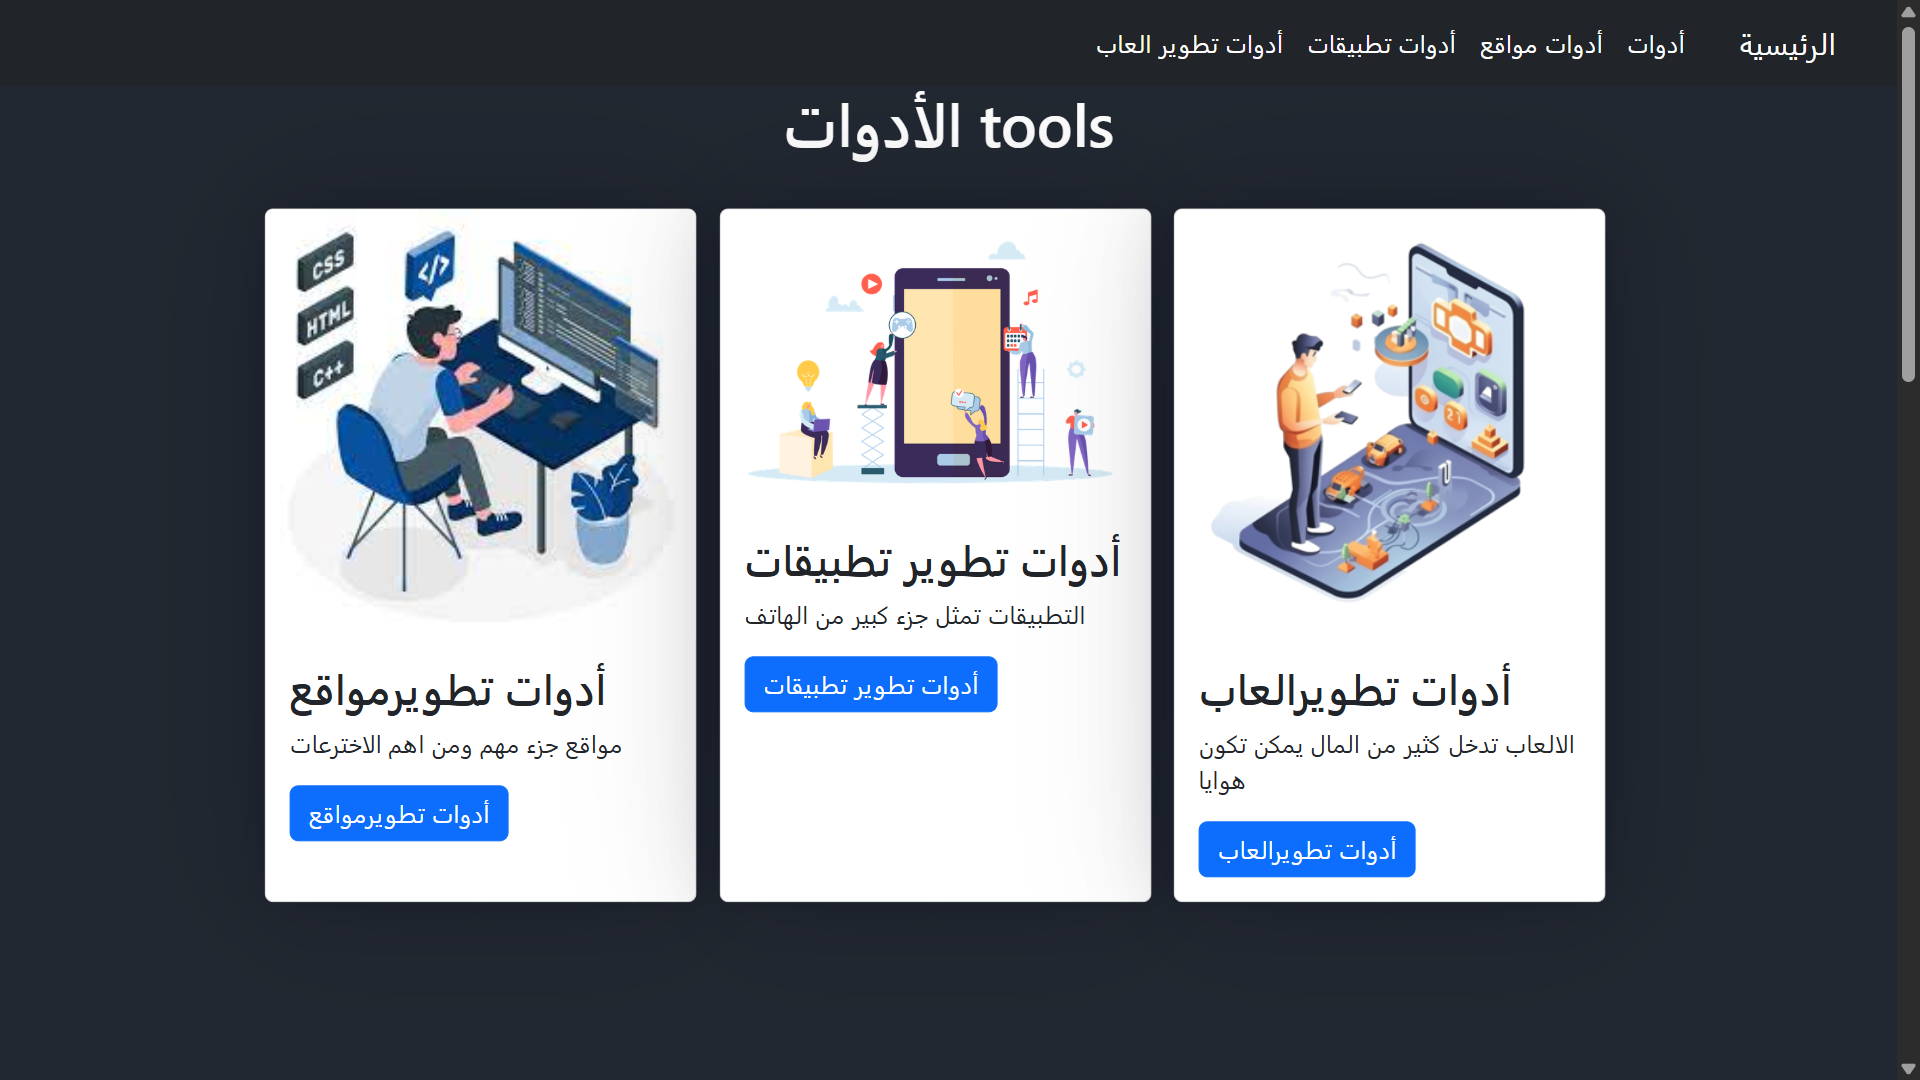 الرئيسية
أدوات
أدوات مواقع
أدوات تطبيقات
أدوات تطوير العاب
الأدوات tools
CSS
HTML
C++
</>
أدوات تطويرمواقع
مواقع جزء مهم ومن اهم الاخترعات
أدوات تطويرمواقع
أدوات تطوير تطبيقات
التطبيقات تمثل جزء كبير من الهاتف
أدوات تطوير تطبيقات
21
أدوات تطويرالعاب
الالعاب تدخل كثير من المال يمكن تكون
هوايا
أدوات تطويرالعاب